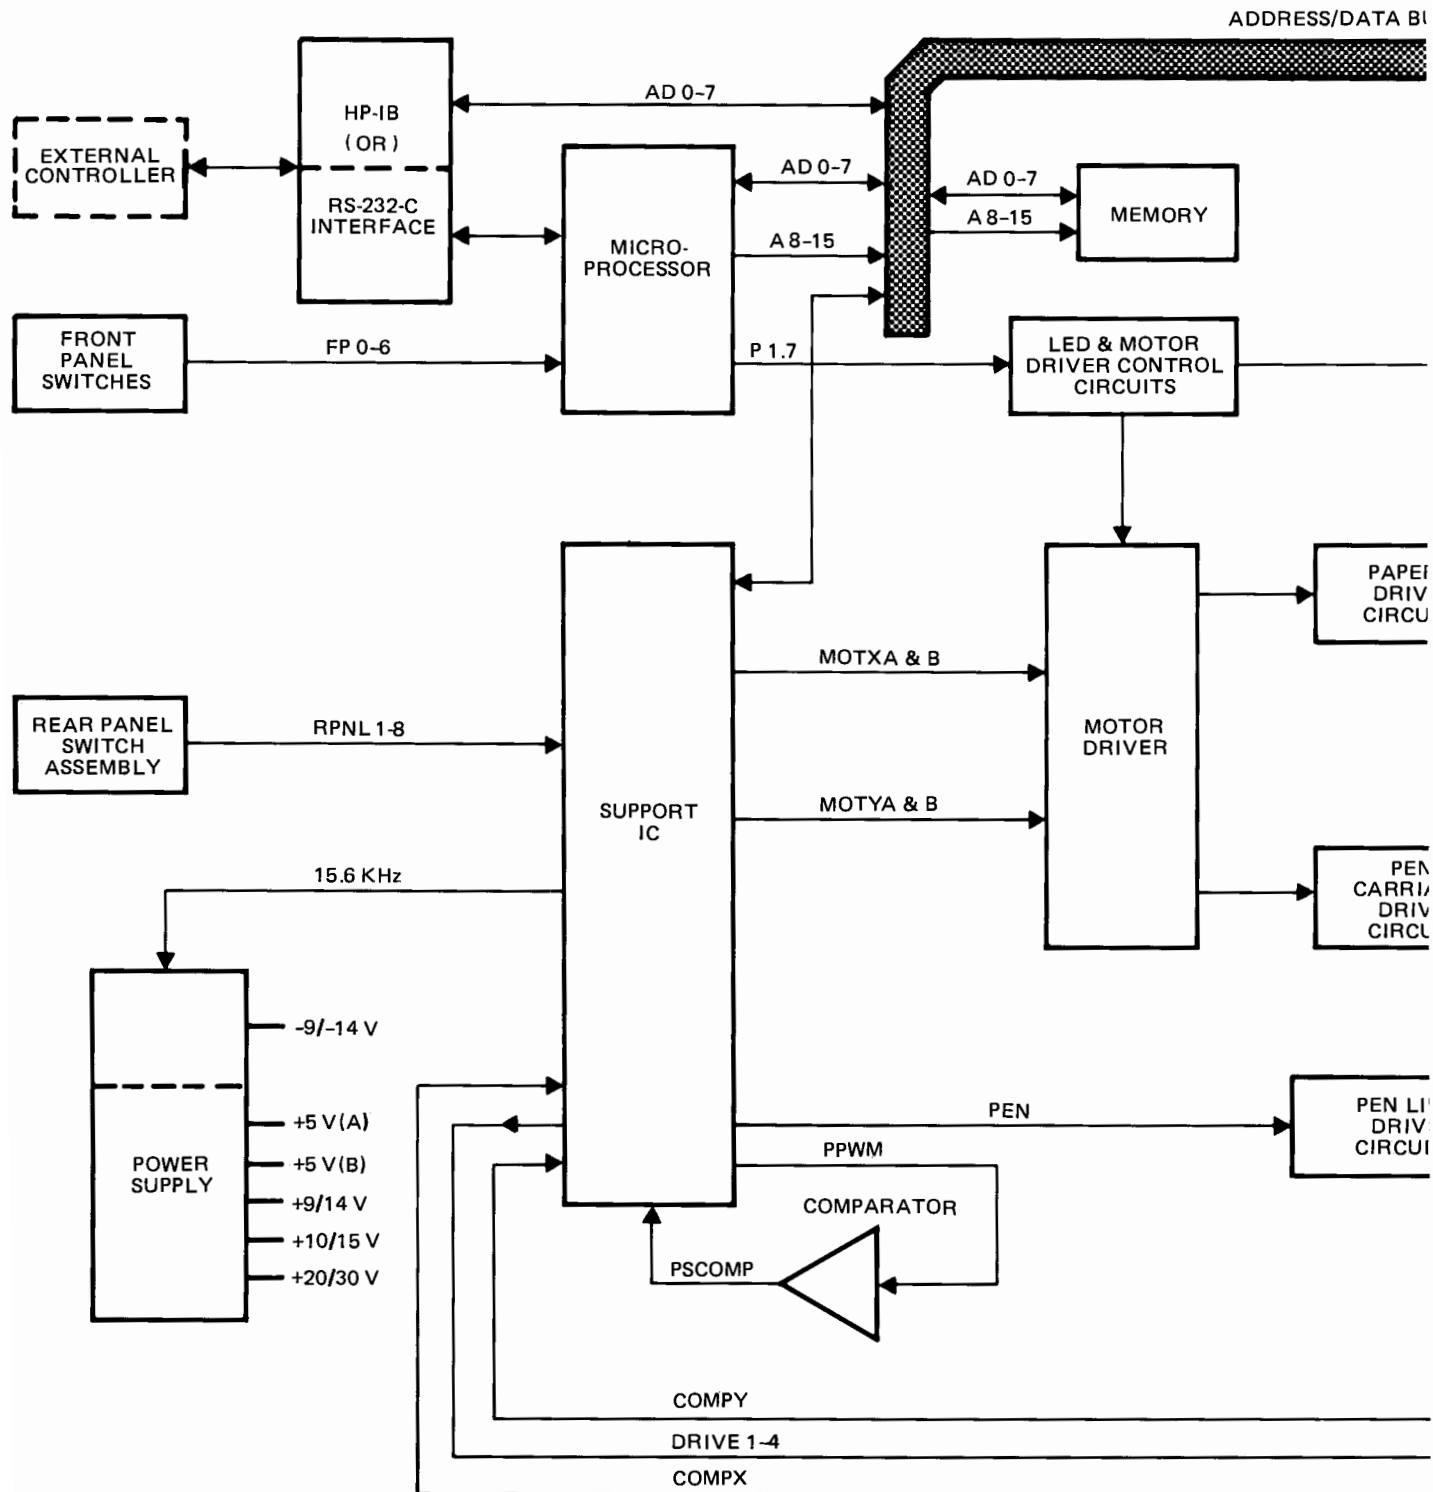 ADDRESS/DATA
HP-IB
(OR)
RS-232-C
INTERFACE
EXTERNAL
CONTROLLER
AD 0-7
MICRO-
PROCESSOR
AD 0-7
A 8-15
AD 0-7
A 8-15
MEMORY
FRONT
PANEL
SWITCHES
FP 0-6
P 1.7
LED & MOTOR
DRIVER CONTROL
CIRCUITS
SUPPORT
IC
MOTXA & B
MOTYA & B
MOTOR
DRIVER
REAR PANEL
SWITCH
ASSEMBLY
RPNL 1-8
15.6 KHz
-9/-14 V
+5 V(A)
+5 V(B)
+9/14 V
+10/15 V
+20/30 V
POWER
SUPPLY
PEN
PEN
PPWM
COMPARATOR
PSCOMP
COMPY
DRIVE 1-4
COMPX